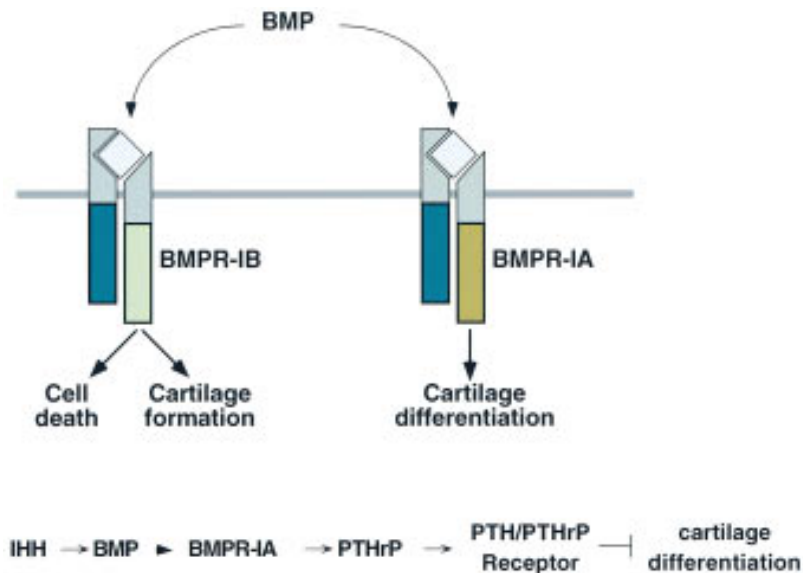 BMP
BMPR-IB
BMPR-IA
Cell
death
Cartilage
formation
Cartilage
differentiation
IHH → BMP ► BMPR-IA → PTHrP → PTH/PTHrP
Receptor
cartilage
differentiation